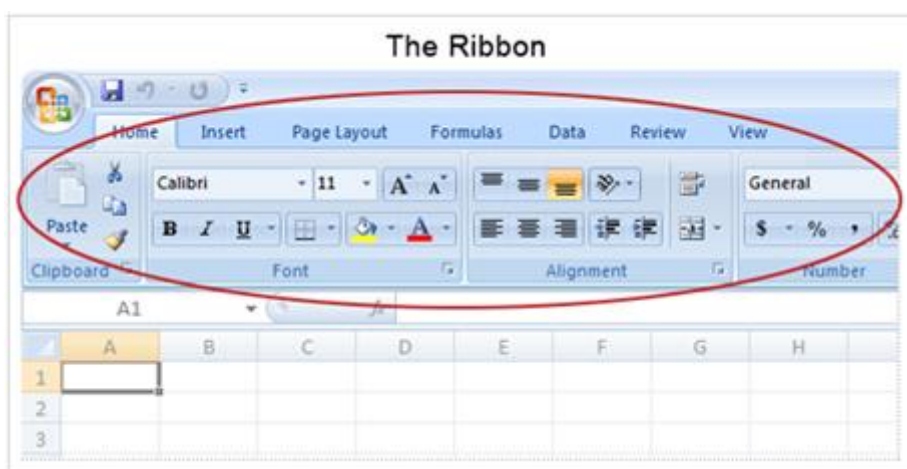 The Ribbon
Home Insert Page Layout Formulas Data Review View
Calibri 11 A A General
Paste B I U A $ % ,
Clipboard Font Alignment Number
A1 fx
A B C D E F G H
1
2
3